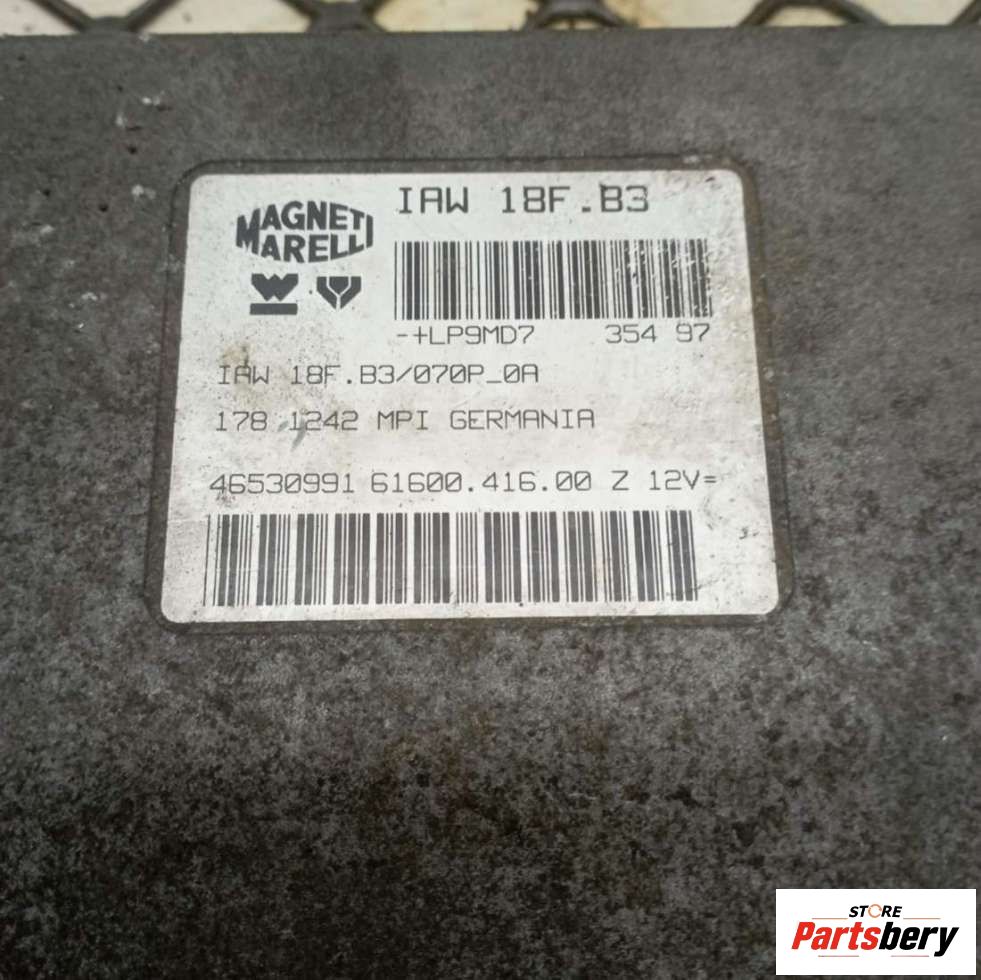 IAW 18F.B3
MAGNETI
MARELLI
-+LP9MD7 354 97
IAW 18F.B3/070P_0A
178 1242 MPI GERMANIA
46530991 61600.416.00 Z 12V=
STORE
Partsbery